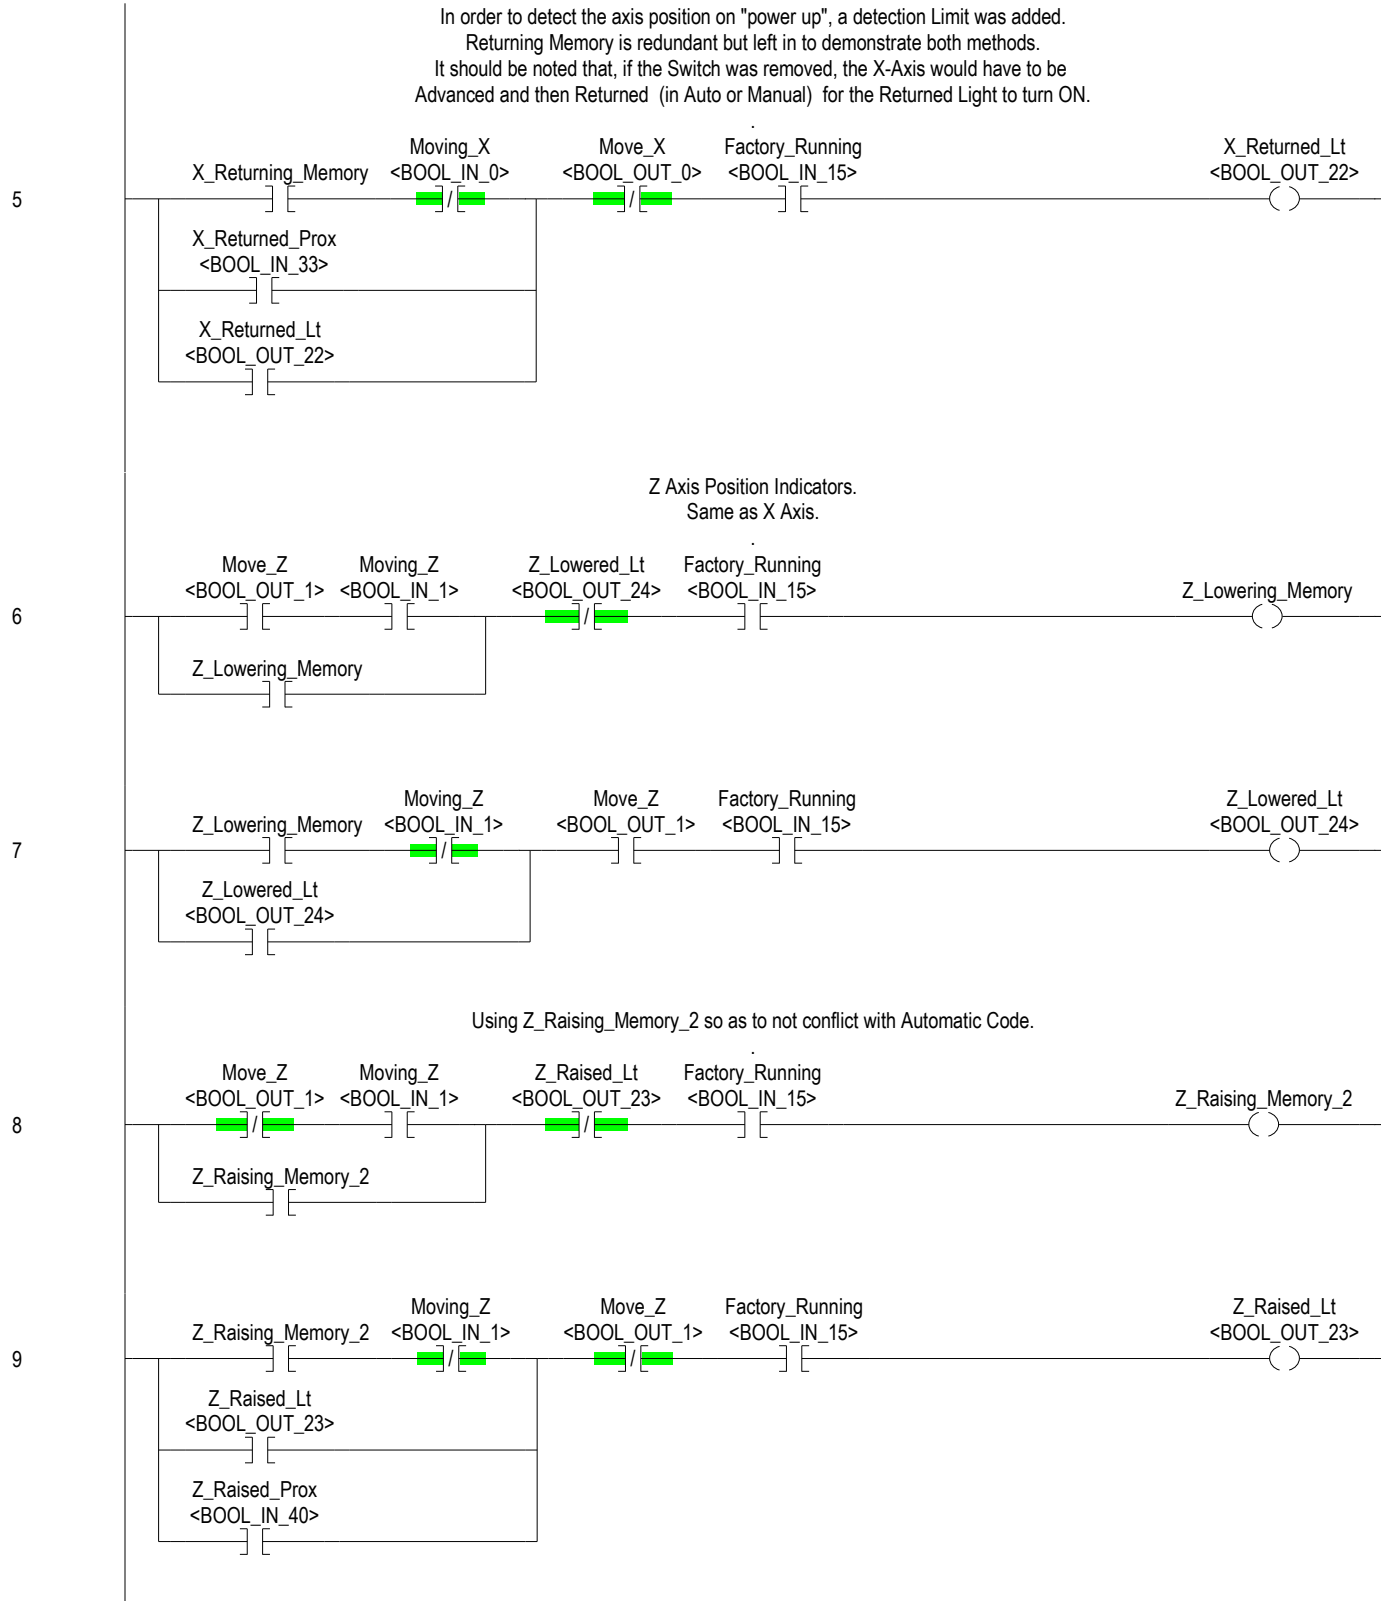 In order to detect the axis position on "power up", a detection Limit was added.
Returning Memory is redundant but left in to demonstrate both methods.
It should be noted that, if the Switch was removed, the X-Axis would have to be
Advanced and then Returned  (in Auto or Manual)  for the Returned Light to turn ON.
.
5
X_Returning_Memory
Moving_X
<BOOL_IN_0>
/
Move_X
<BOOL_OUT_0>
/
Factory_Running
<BOOL_IN_15>
X_Returned_Lt
<BOOL_OUT_22>
X_Returned_Prox
<BOOL_IN_33>
X_Returned_Lt
<BOOL_OUT_22>
Z Axis Position Indicators.
Same as X Axis.
.
6
Move_Z
<BOOL_OUT_1>
Moving_Z
<BOOL_IN_1>
Z_Lowered_Lt
<BOOL_OUT_24>
/
Factory_Running
<BOOL_IN_15>
Z_Lowering_Memory
Z_Lowering_Memory
7
Z_Lowering_Memory
Moving_Z
<BOOL_IN_1>
/
Move_Z
<BOOL_OUT_1>
Factory_Running
<BOOL_IN_15>
Z_Lowered_Lt
<BOOL_OUT_24>
Z_Lowered_Lt
<BOOL_OUT_24>
Using Z_Raising_Memory_2 so as to not conflict with Automatic Code.
.
8
Move_Z
<BOOL_OUT_1>
/
Moving_Z
<BOOL_IN_1>
Z_Raised_Lt
<BOOL_OUT_23>
/
Factory_Running
<BOOL_IN_15>
Z_Raising_Memory_2
Z_Raising_Memory_2
9
Z_Raising_Memory_2
Moving_Z
<BOOL_IN_1>
/
Move_Z
<BOOL_OUT_1>
/
Factory_Running
<BOOL_IN_15>
Z_Raised_Lt
<BOOL_OUT_23>
Z_Raised_Lt
<BOOL_OUT_23>
Z_Raised_Prox
<BOOL_IN_40>